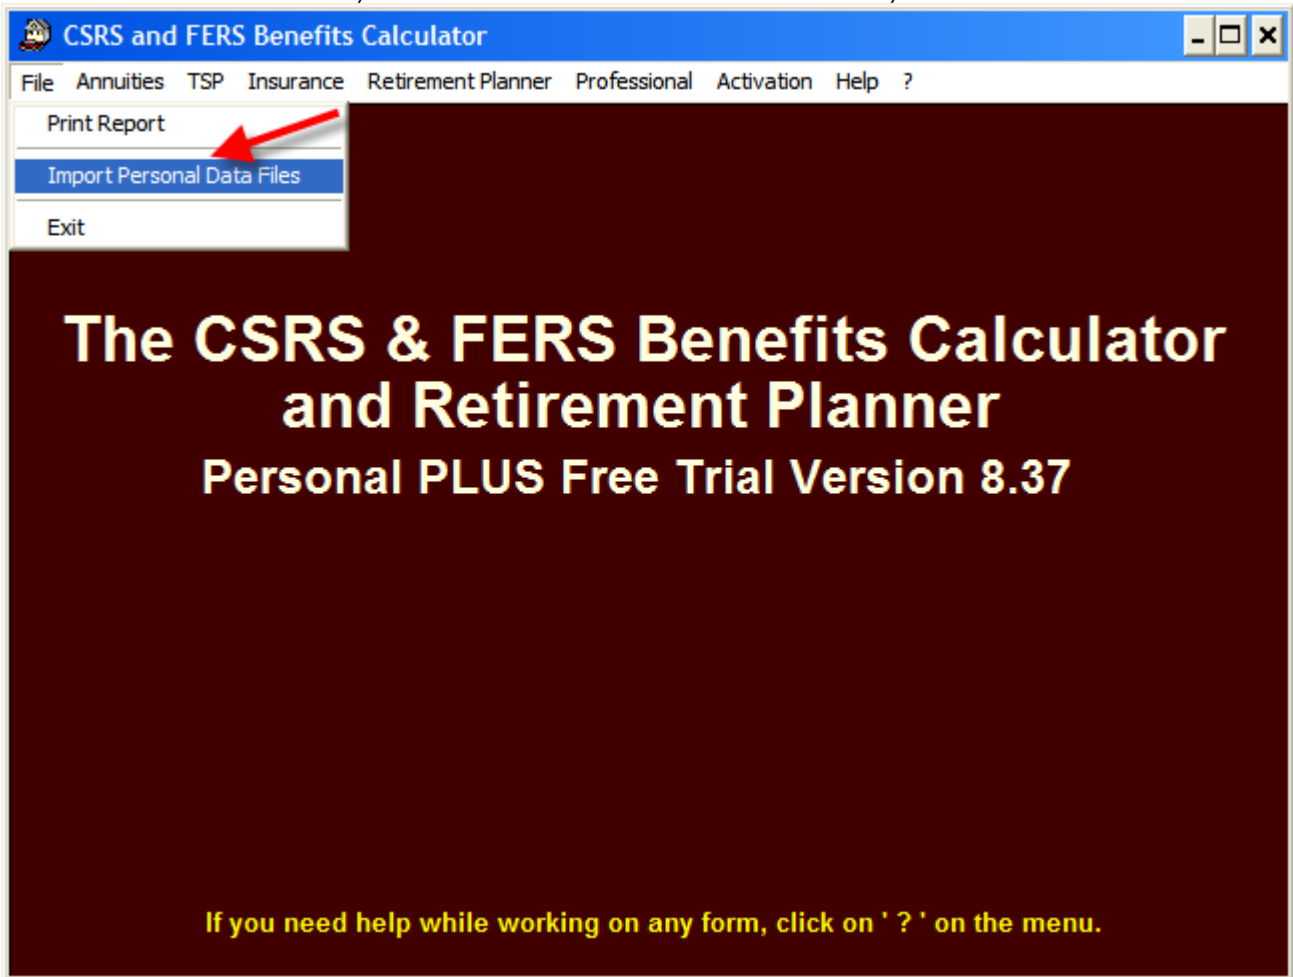 CSRS and FERS Benefits Calculator
File Annuities TSP Insurance Retirement Planner Professional Activation Help ?
Print Report
Import Personal Data Files
Exit
The CSRS & FERS Benefits Calculator
and Retirement Planner
Personal PLUS Free Trial Version 8.37
If you need help while working on any form, click on ' ? ' on the menu.